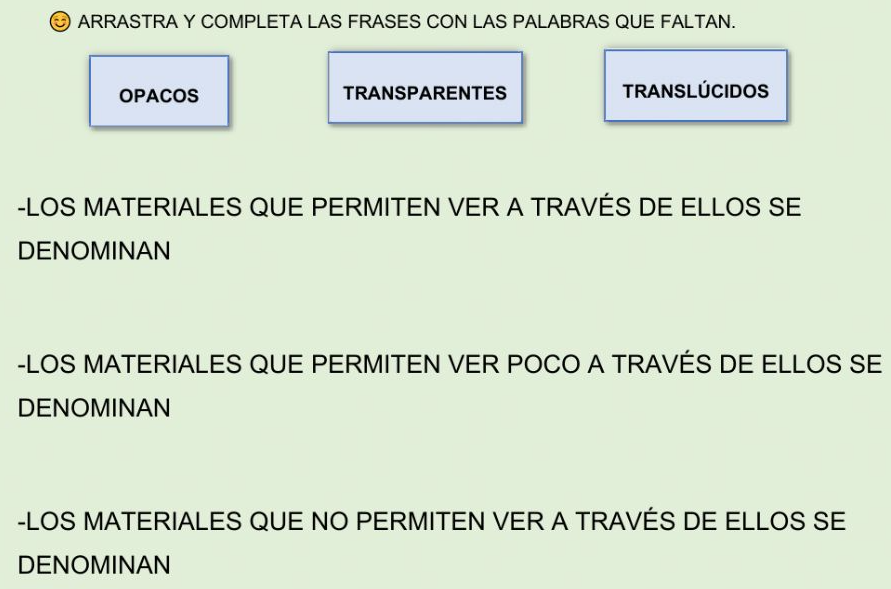 😊 ARRASTRA Y COMPLETA LAS FRASES CON LAS PALABRAS QUE FALTAN.
OPACOS
TRANSPARENTES
TRANSLÚCIDOS
-LOS MATERIALES QUE PERMITEN VER A TRAVÉS DE ELLOS SE
DENOMINAN
-LOS MATERIALES QUE PERMITEN VER POCO A TRAVÉS DE ELLOS SE
DENOMINAN
-LOS MATERIALES QUE NO PERMITEN VER A TRAVÉS DE ELLOS SE
DENOMINAN